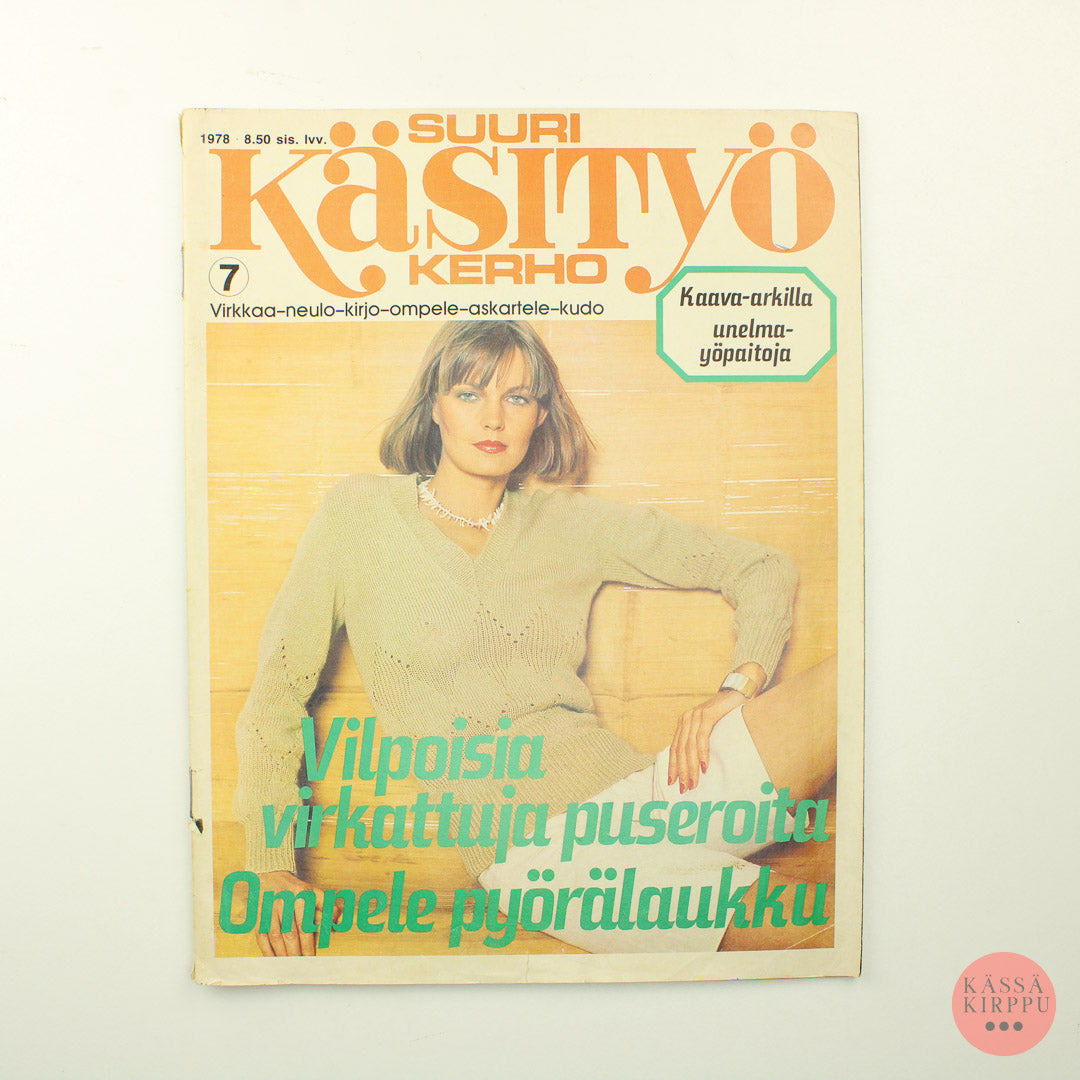 1978 · 8.50 sis. lvv.
SUURI
KäsiTyö
KERHO
7
Virkkaa-neulo-kirjo-ompele-askartele-kudo
Kaava-arkilla
unelma-
yöpaitoja
Vilpoisia
virkattuja puseroita
Ompele pyörälaukku
KÄSSÄ
KIRPPU